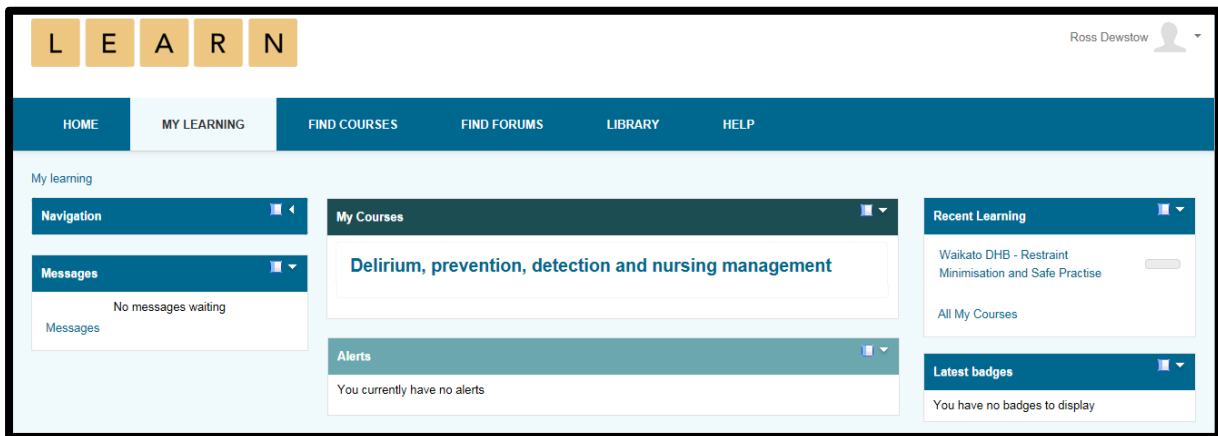 LEARN
Ross Dewstow
HOME MY LEARNING FIND COURSES FIND FORUMS LIBRARY HELP
My learning
Navigation
Messages
No messages waiting
Messages
My Courses
Delirium, prevention, detection and nursing management
Alerts
You currently have no alerts
Recent Learning
Waikato DHB - Restraint
Minimisation and Safe Practise
All My Courses
Latest badges
You have no badges to display